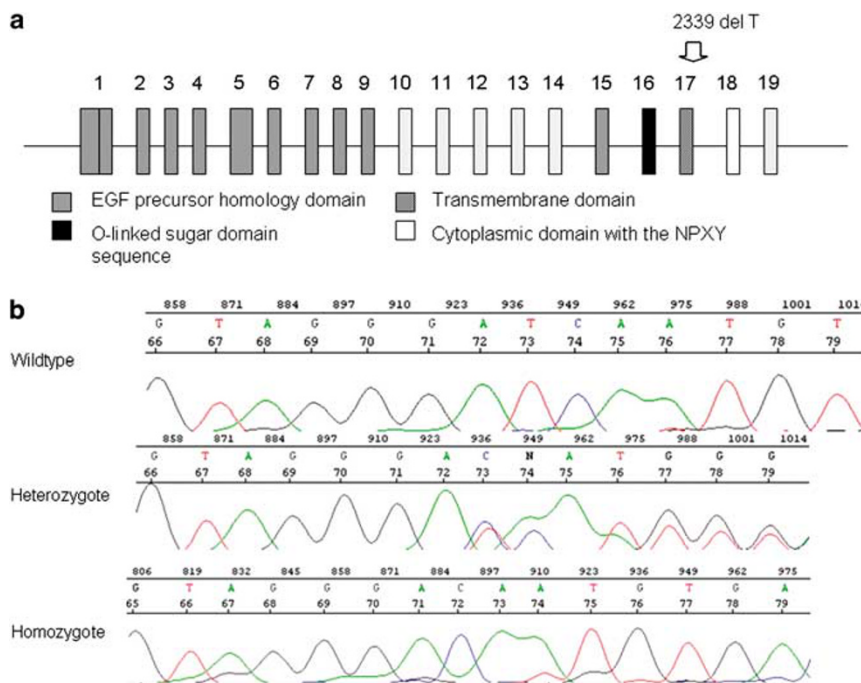 a
2339 del T
1 2 3 4 5 6 7 8 9 10 11 12 13 14 15 16 17 18 19
EGF precursor homology domain
Transmembrane domain
O-linked sugar domain
sequence
Cytoplasmic domain with the NPXY
b
858 871 884 897 910 923 936 949 962 975 988 1001 101
G T A G G G A T C A A T G T
66 67 68 69 70 71 72 73 74 75 76 77 78 79
Wildtype
858 871 884 897 910 923 936 949 962 975 988 1001 1014
G T A G G G A C N A T G G G
66 67 68 69 70 71 72 73 74 75 76 77 78 79
Heterozygote
806 819 832 845 858 871 884 897 910 923 936 949 962 975
G T A G G G A C A A T G T G A
65 66 67 68 69 70 71 72 73 74 75 76 77 78 79
Homozygote